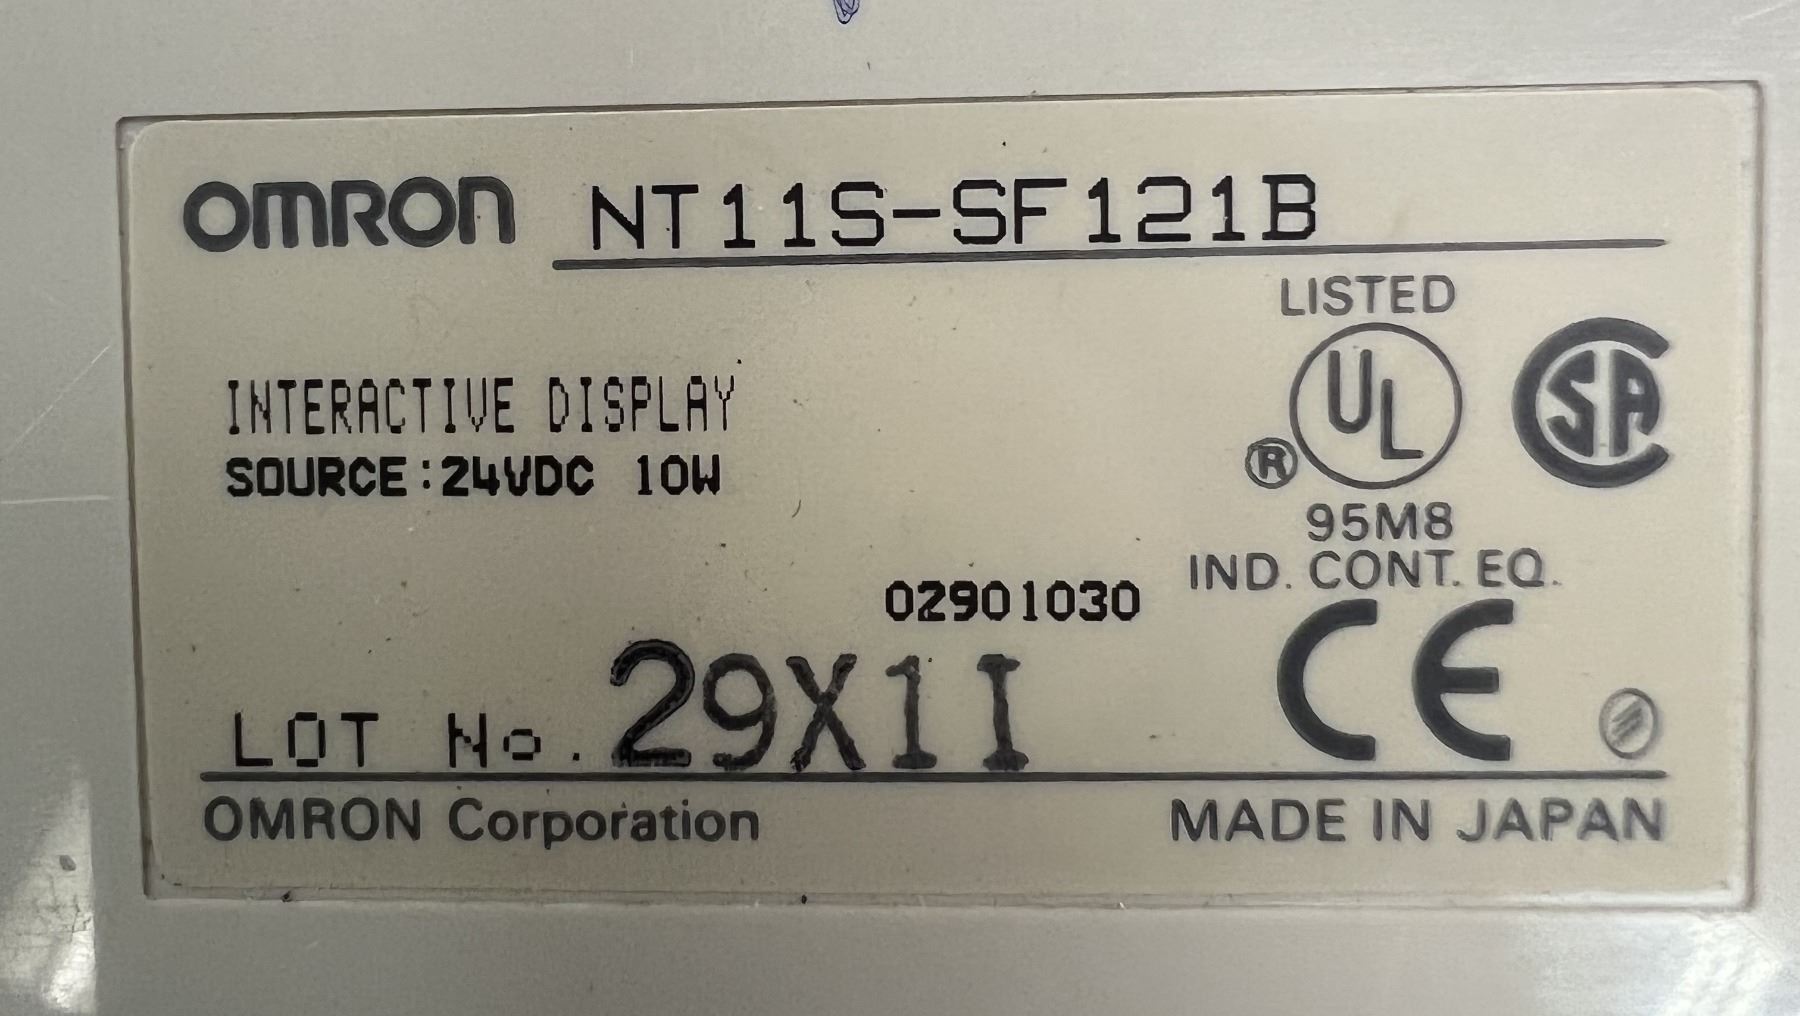 OMRON NT11S-SF121B
LISTED
UL
®
SA
INTERACTIVE DISPLAY
SOURCE:24VDC 10W
95M8
IND. CONT. EQ.
02901030
CE
LOT No. 29X1I
OMRON Corporation
MADE IN JAPAN